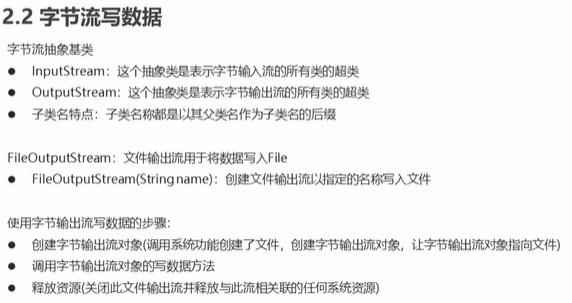 2.2 字节流写数据
字节流抽象基类
● InputStream：这个抽象类是表示字节输入流的所有类的超类
● OutputStream：这个抽象类是表示字节输出流的所有类的超类
● 子类名特点：子类名称都是以其父类名作为子类名的后缀
FileOutputStream：文件输出流用于将数据写入File
● FileOutputStream(String name)：创建文件输出流以指定的名称写入文件
使用字节输出流写数据的步骤：
● 创建字节输出流对象(调用系统功能创建了文件，创建字节输出流对象，让字节输出流对象指向文件)
● 调用字节输出流对象的写数据方法
● 释放资源(关闭此文件输出流并释放与此流相关联的任何系统资源)